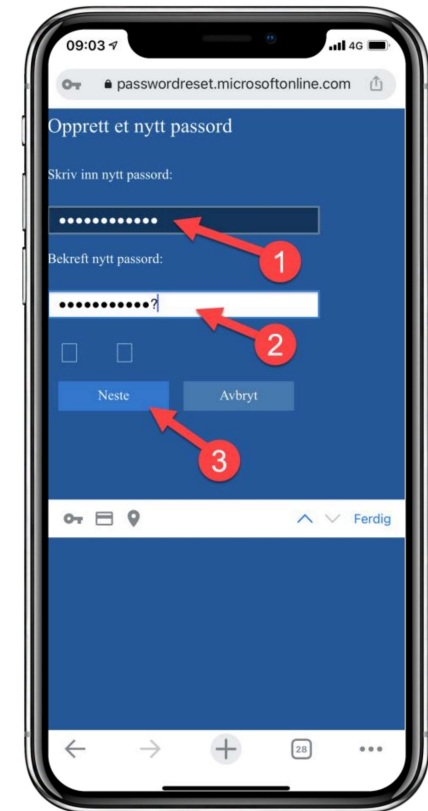 09:03
4G
passwordreset.microsoftonline.com
Opprett et nytt passord
Skriv inn nytt passord:
••••••••••••
1
Bekreft nytt passord:
•••••••••••?
2
Neste
Avbryt
3
Ferdig
28